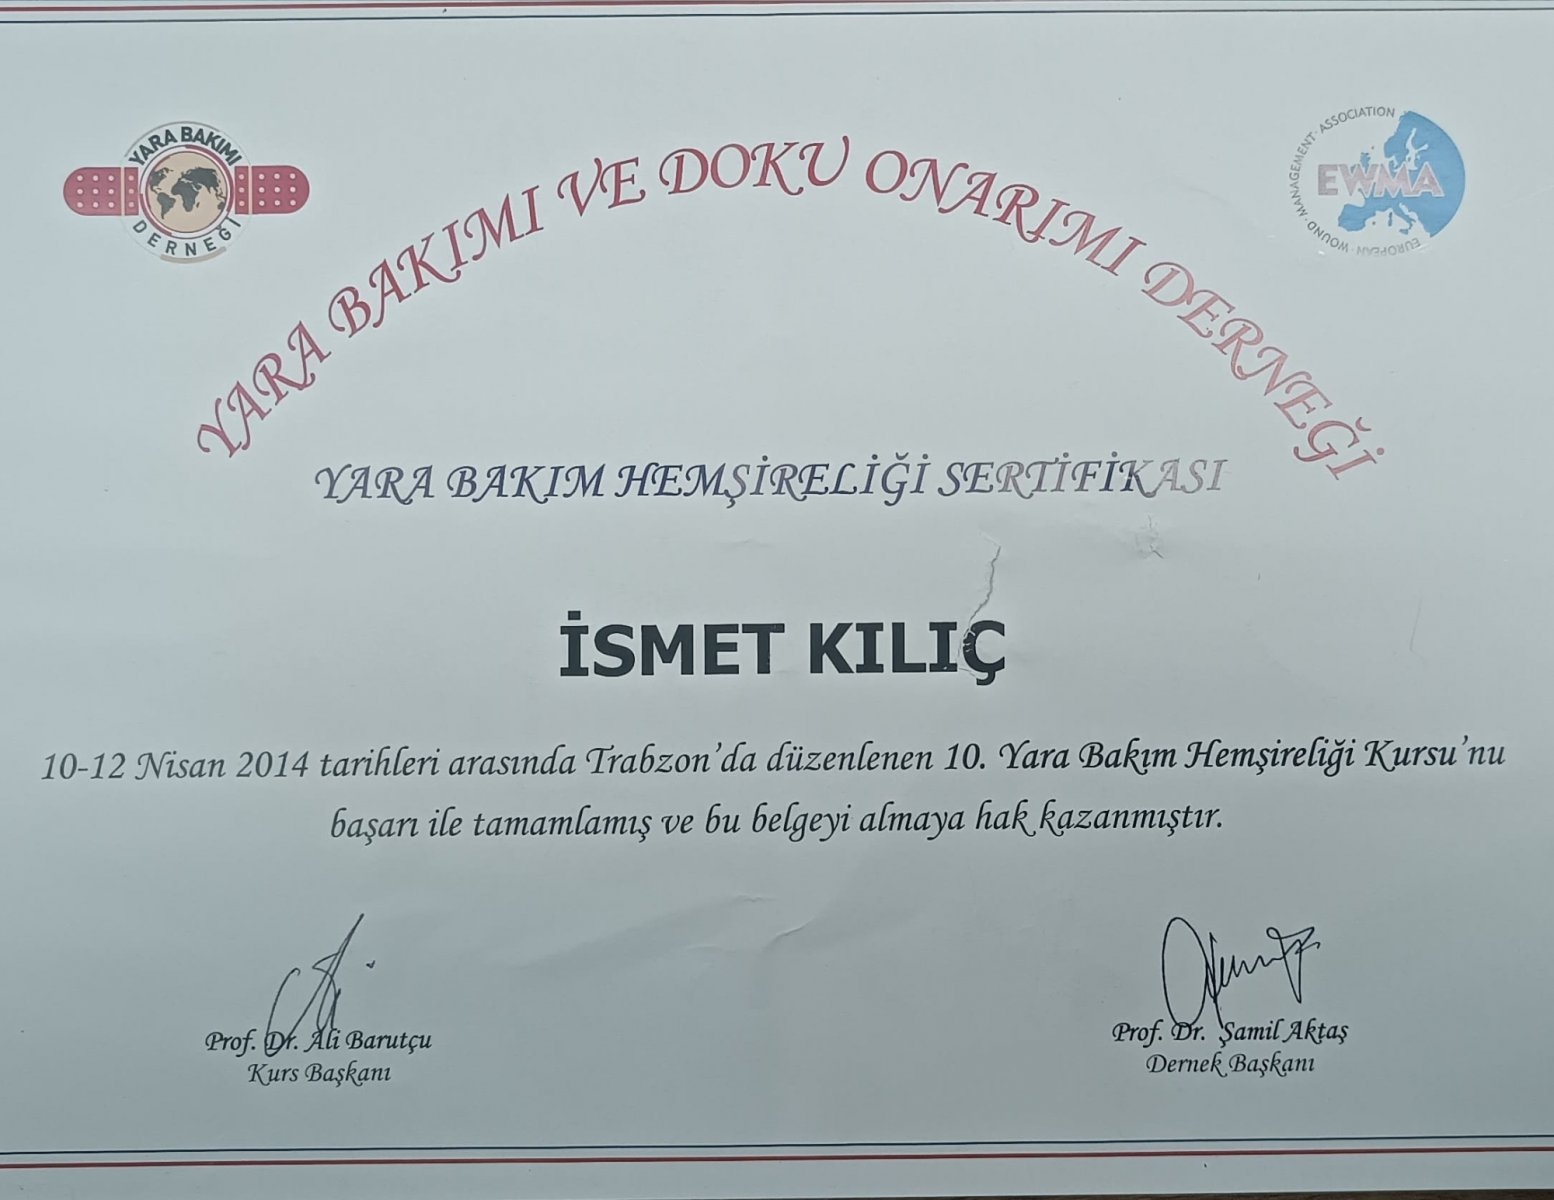 YARA BAKIMI
DERNEĞİ
EUROPEAN · WOUND · MANAGEMENT · ASSOCIATION
EWMA
YARA BAKIMI VE DOKU ONARIMI DERNEĞİ
YARA BAKIM HEMŞİRELİĞİ SERTİFİKASI
İSMET KILIÇ
10-12 Nisan 2014 tarihleri arasında Trabzon'da düzenlenen 10. Yara Bakım Hemşireliği Kursu'nu
başarı ile tamamlamış ve bu belgeyi almaya hak kazanmıştır.
Prof. Dr. Ali Barutçu
Kurs Başkanı
Prof. Dr. Şamil Aktaş
Dernek Başkanı